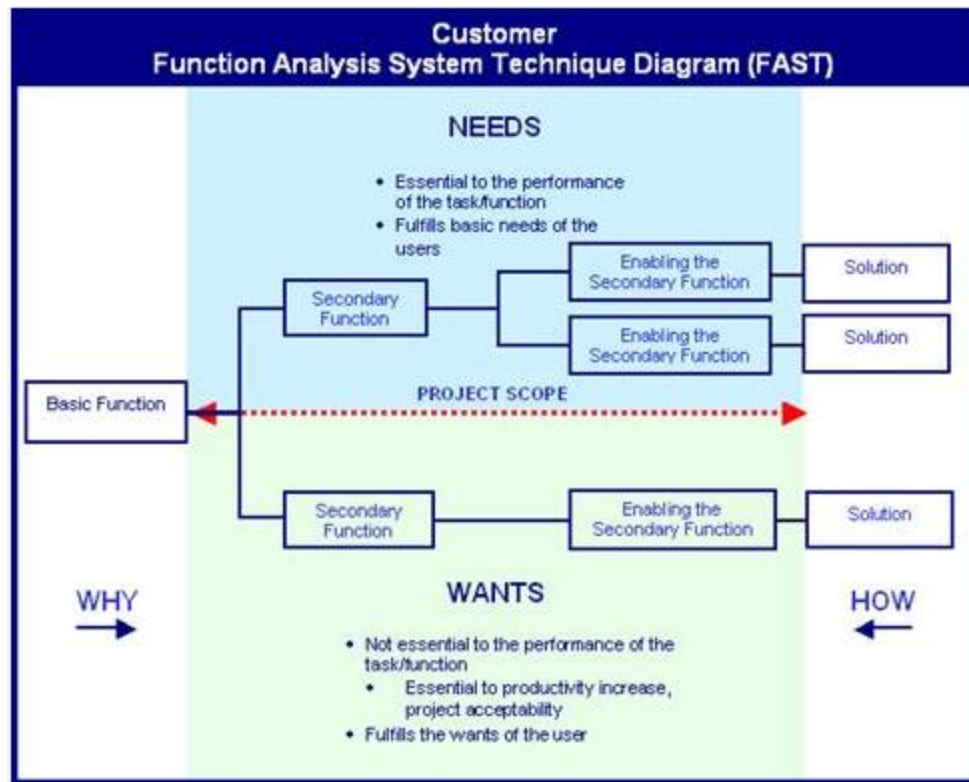 Customer
Function Analysis System Technique Diagram (FAST)
NEEDS
• Essential to the performance
of the task/function
• Fulfills basic needs of the
users
Enabling the
Secondary Function
Solution
Secondary
Function
Enabling the
Secondary Function
Solution
Basic Function
PROJECT SCOPE
Secondary
Function
Enabling the
Secondary Function
Solution
WHY
WANTS
HOW
• Not essential to the performance of the
task/function
• Essential to productivity increase,
project acceptability
• Fulfills the wants of the user